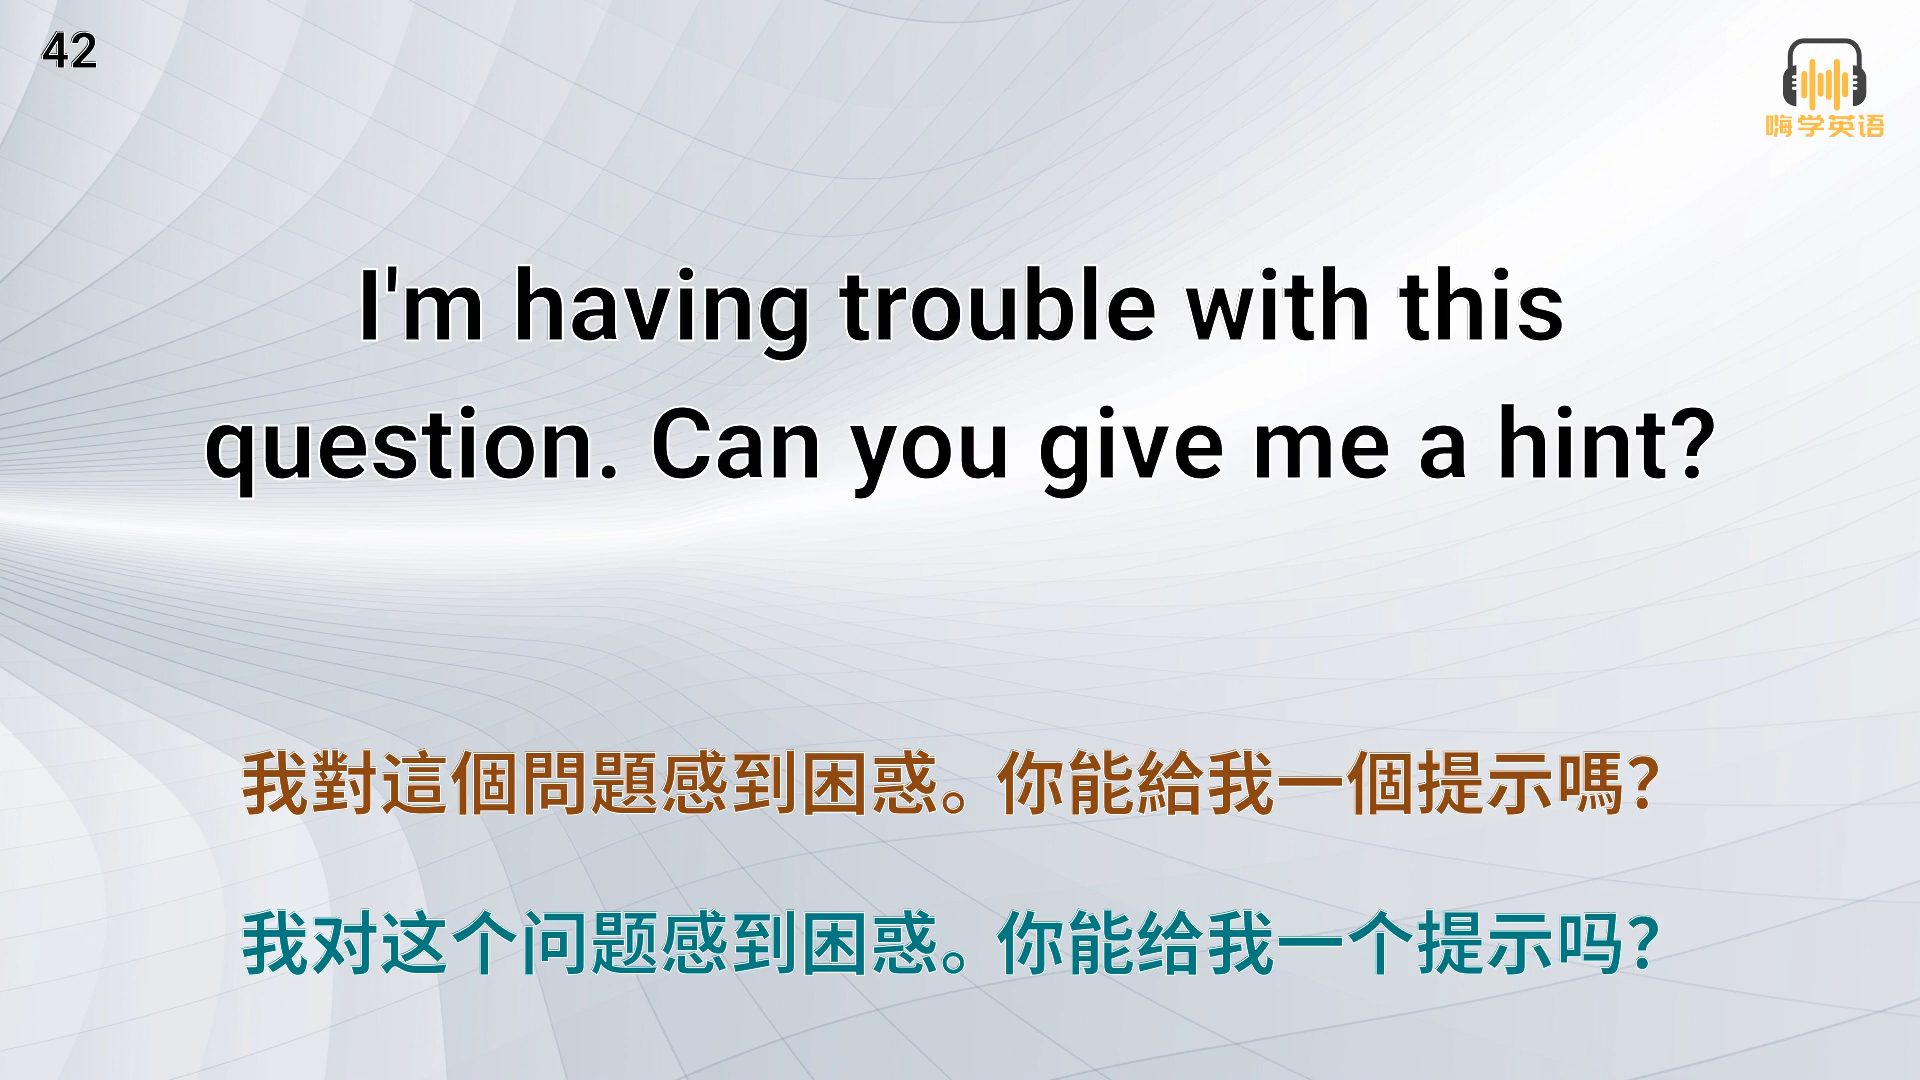 42
嗨学英语
I'm having trouble with this
question. Can you give me a hint?
我對這個問題感到困惑。你能給我一個提示嗎？
我对这个问题感到困惑。你能给我一个提示吗？